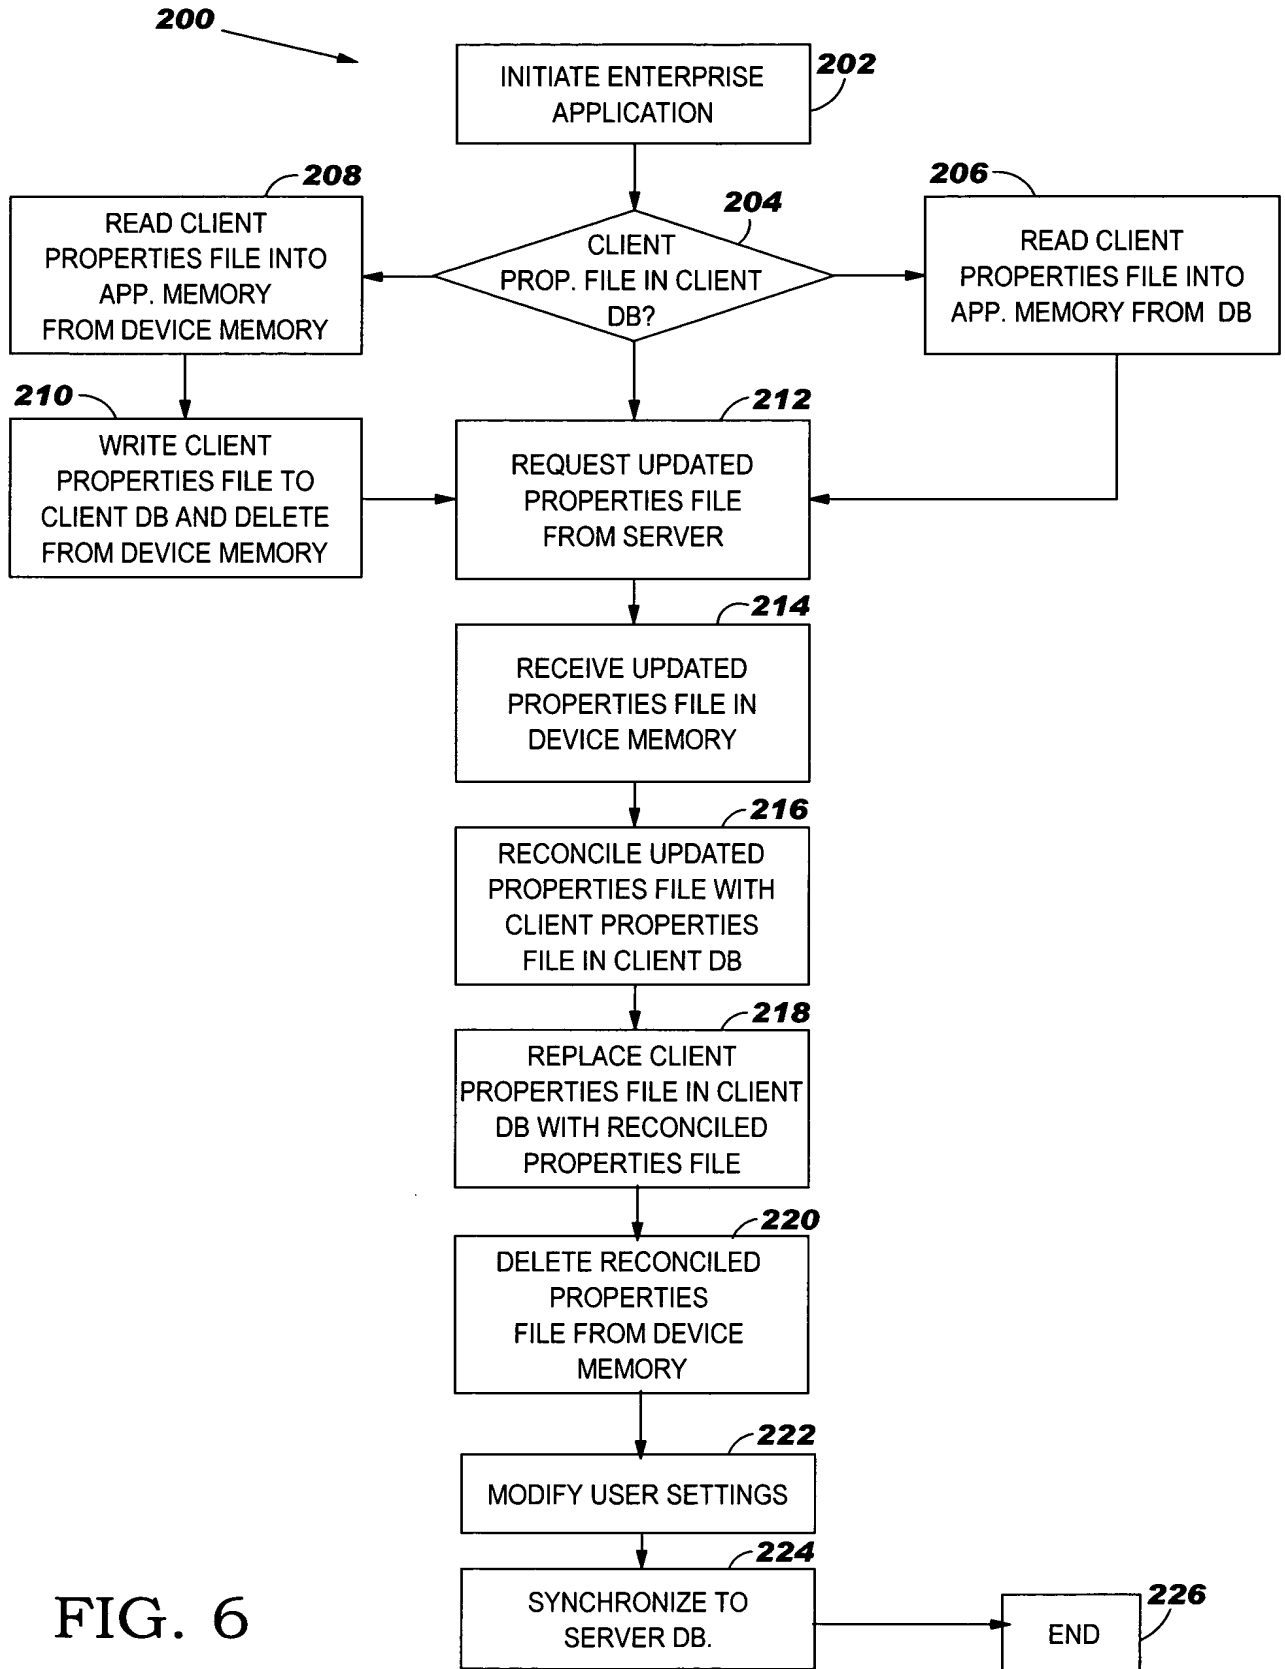 200
INITIATE ENTERPRISE
APPLICATION
202
208
READ CLIENT
PROPERTIES FILE INTO
APP. MEMORY
FROM DEVICE MEMORY
204
CLIENT
PROP. FILE IN CLIENT
DB?
206
READ CLIENT
PROPERTIES FILE INTO
APP. MEMORY FROM DB
210
WRITE CLIENT
PROPERTIES FILE TO
CLIENT DB AND DELETE
FROM DEVICE MEMORY
212
REQUEST UPDATED
PROPERTIES FILE
FROM SERVER
214
RECEIVE UPDATED
PROPERTIES FILE IN
DEVICE MEMORY
216
RECONCILE UPDATED
PROPERTIES FILE WITH
CLIENT PROPERTIES
FILE IN CLIENT DB
218
REPLACE CLIENT
PROPERTIES FILE IN CLIENT
DB WITH RECONCILED
PROPERTIES FILE
220
DELETE RECONCILED
PROPERTIES
FILE FROM DEVICE
MEMORY
222
MODIFY USER SETTINGS
224
SYNCHRONIZE TO
SERVER DB.
226
END
FIG. 6